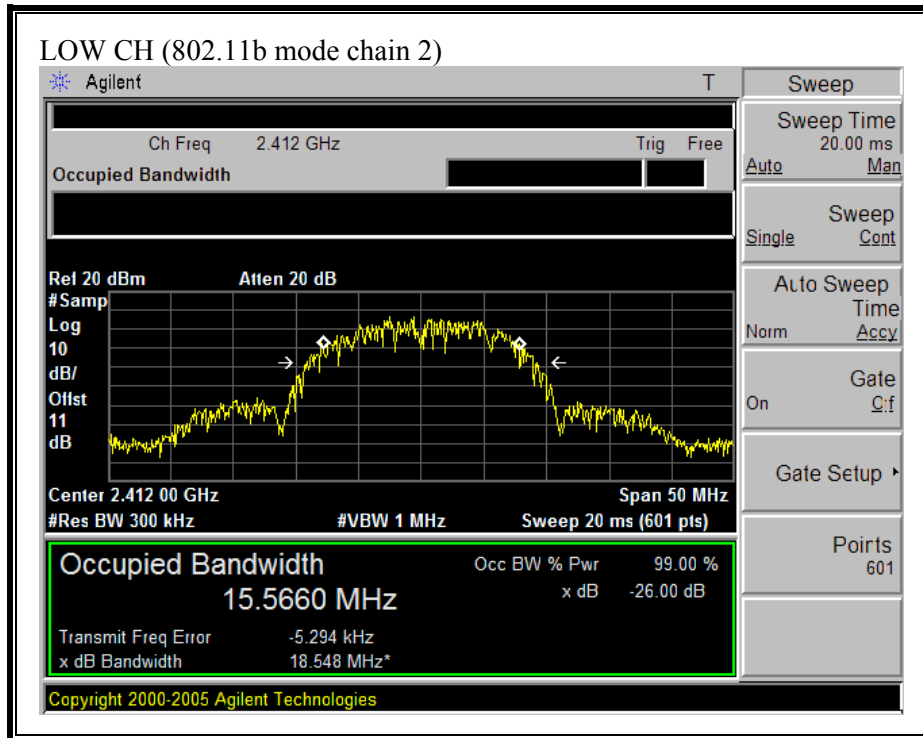 LOW CH (802.11b mode chain 2)
Agilent T
Ch Freq 2.412 GHz Trig Free
Occupied Bandwidth
Ref 20 dBm Atten 20 dB
#Samp
Log
10
dB/
Offst
11
dB
Center 2.412 00 GHz Span 50 MHz
#Res BW 300 kHz #VBW 1 MHz Sweep 20 ms (601 pts)
Occupied Bandwidth
15.5660 MHz
Occ BW % Pwr 99.00 %
x dB -26.00 dB
Transmit Freq Error -5.294 kHz
x dB Bandwidth 18.548 MHz*
Copyright 2000-2005 Agilent Technologies
Sweep
Sweep Time
20.00 ms
Auto Man
Sweep
Single Cont
Auto Sweep
Time
Norm Accy
Gate
On Off
Gate Setup
Points
601